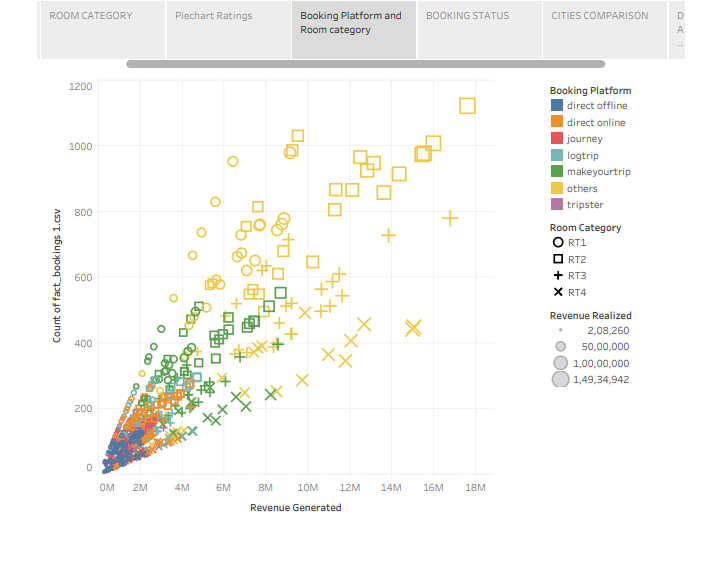 ROOM CATEGORY
Piechart Ratings
Booking Platform and
Room category
BOOKING STATUS
CITIES COMPARISON
D
A
..
1200
1000
800
600
400
200
0
Count of fact_bookings 1.csv
0M 2M 4M 6M 8M 10M 12M 14M 16M 18M
Revenue Generated
Booking Platform
direct offline
direct online
journey
logtrip
makeyourtrip
others
tripster
Room Category
RT1
RT2
RT3
RT4
Revenue Realized
2,08,260
50,00,000
1,00,00,000
1,49,34,942